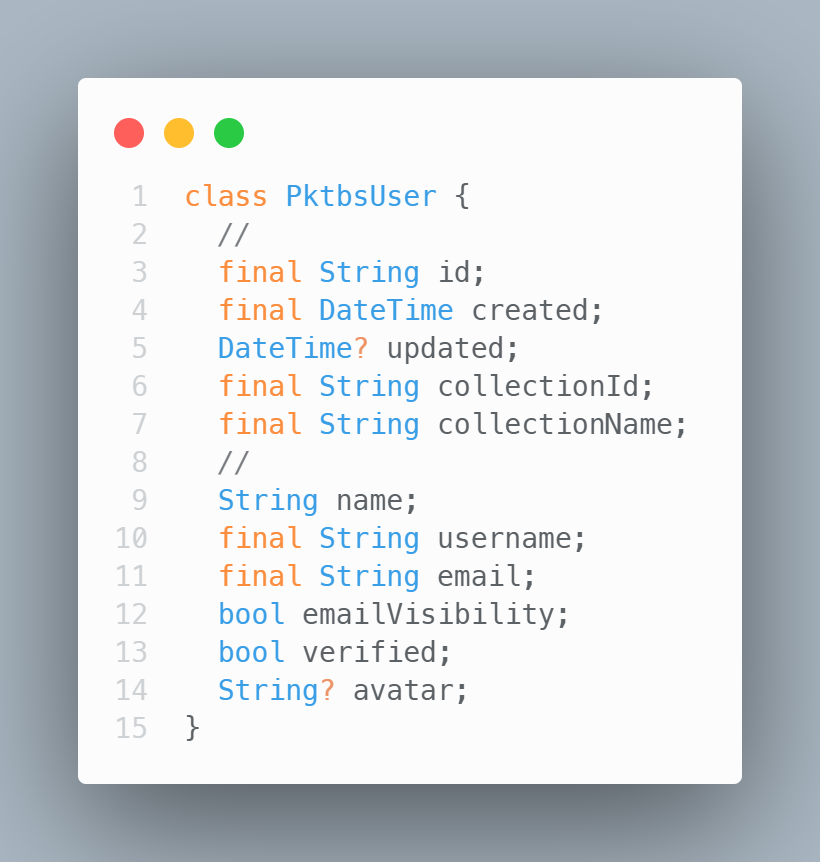 1 class PktbsUser {
2   //
3   final String id;
4   final DateTime created;
5   DateTime? updated;
6   final String collectionId;
7   final String collectionName;
8   //
9   String name;
10   final String username;
11   final String email;
12   bool emailVisibility;
13   bool verified;
14   String? avatar;
15 }